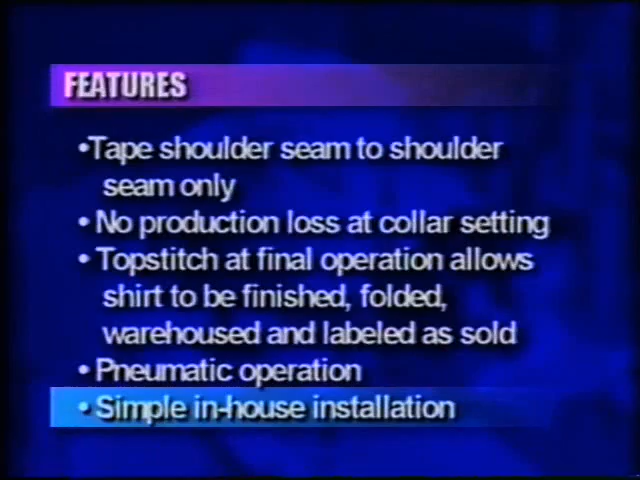 FEATURES
•Tape shoulder seam to shoulder
seam only
• No production loss at collar setting
• Topstitch at final operation allows
shirt to be finished, folded,
warehoused and labeled as sold
• Pneumatic operation
• Simple in-house installation